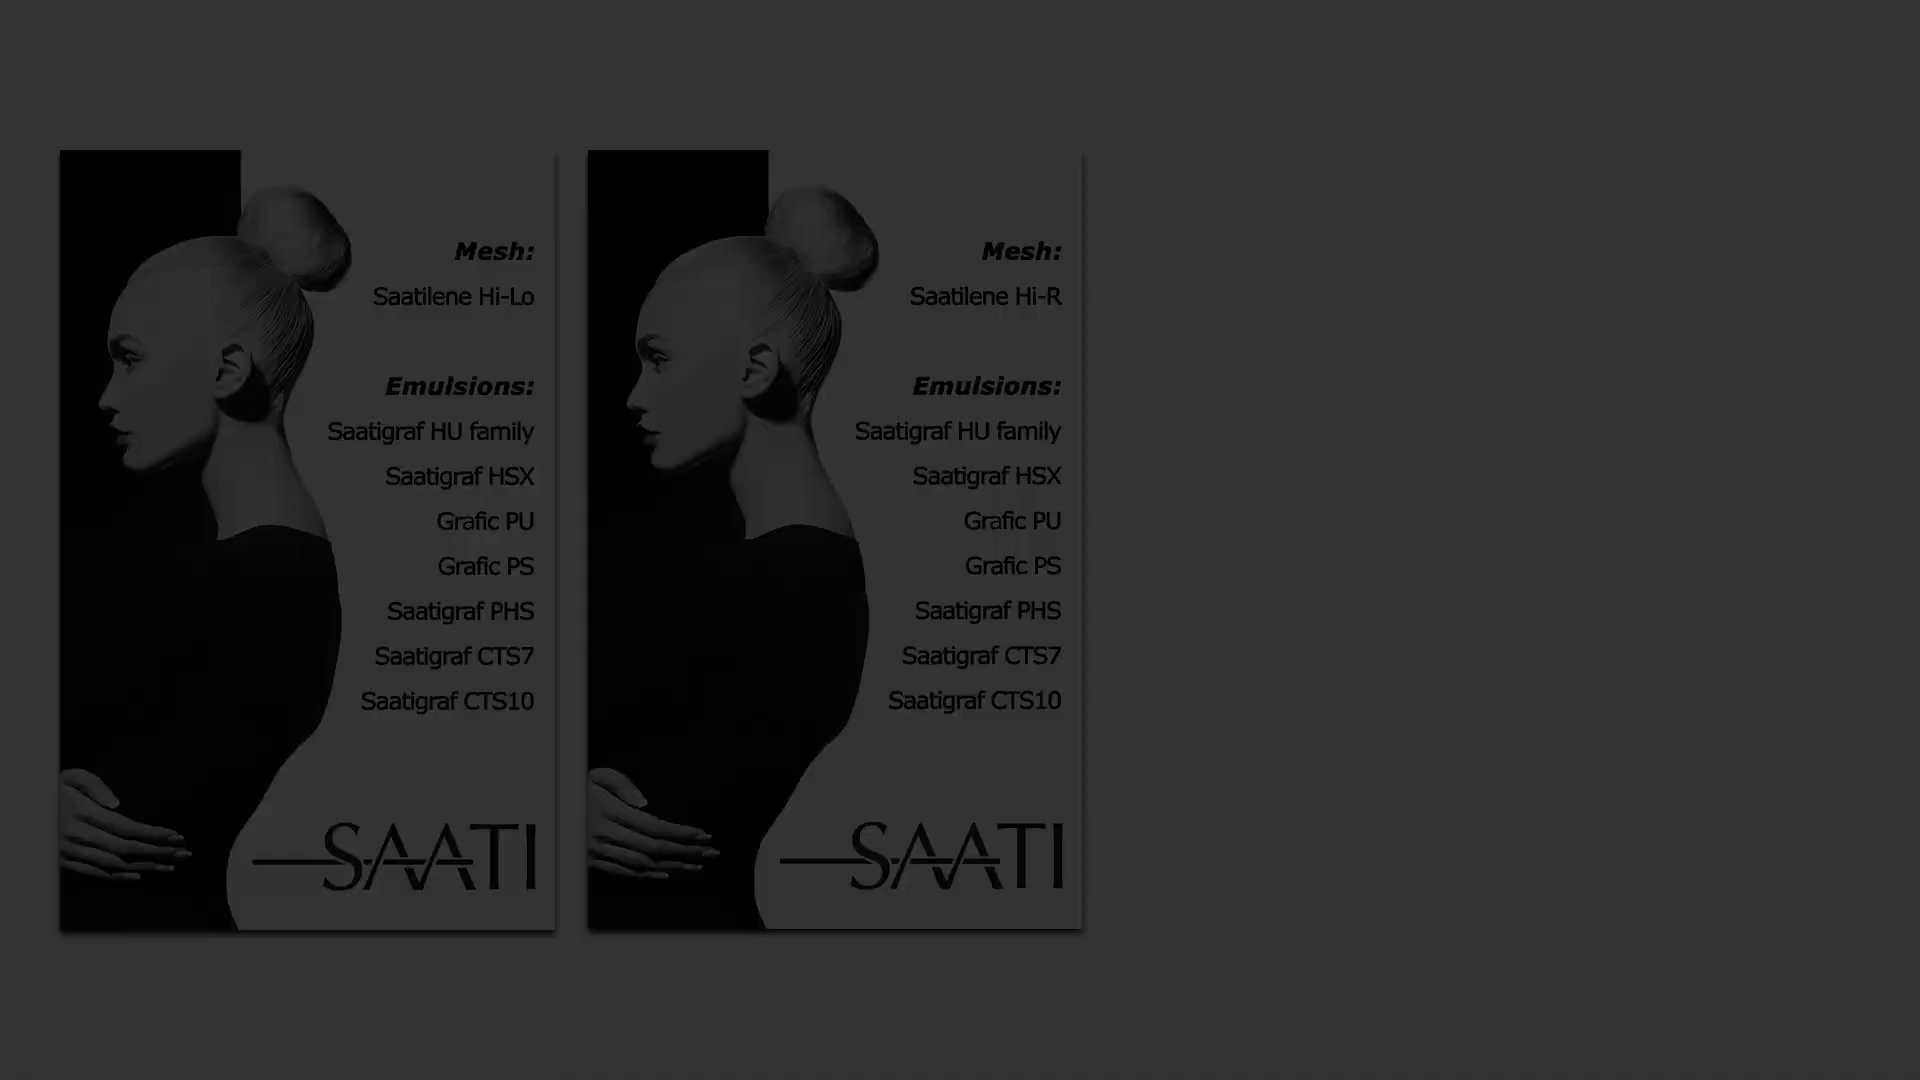 Mesh:
Saatilene Hi-Lo
Emulsions:
Saatigraf HU family
Saatigraf HSX
Grafic PU
Grafic PS
Saatigraf PHS
Saatigraf CTS7
Saatigraf CTS10
SAATI
Mesh:
Saatilene Hi-R
Emulsions:
Saatigraf HU family
Saatigraf HSX
Grafic PU
Grafic PS
Saatigraf PHS
Saatigraf CTS7
Saatigraf CTS10
SAATI